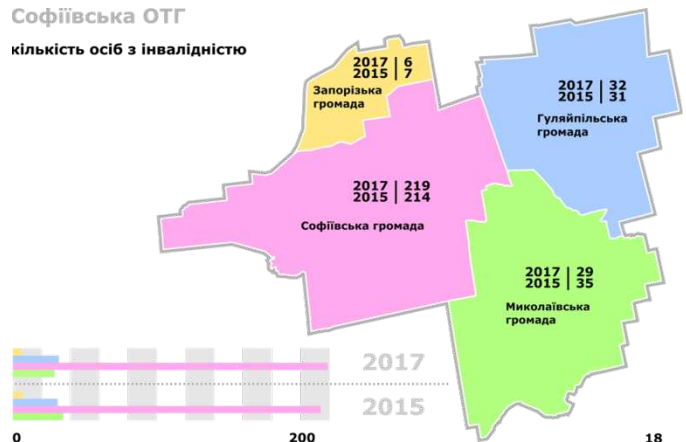 Софіївська ОТГ
кількість осіб з інвалідністю
2017 | 6
2015 | 7
Запорізька
громада
2017 | 32
2015 | 31
Гуляйпільська
громада
2017 | 219
2015 | 214
Софіївська громада
2017 | 29
2015 | 35
Миколаївська
громада
2017
2015
0 200 18